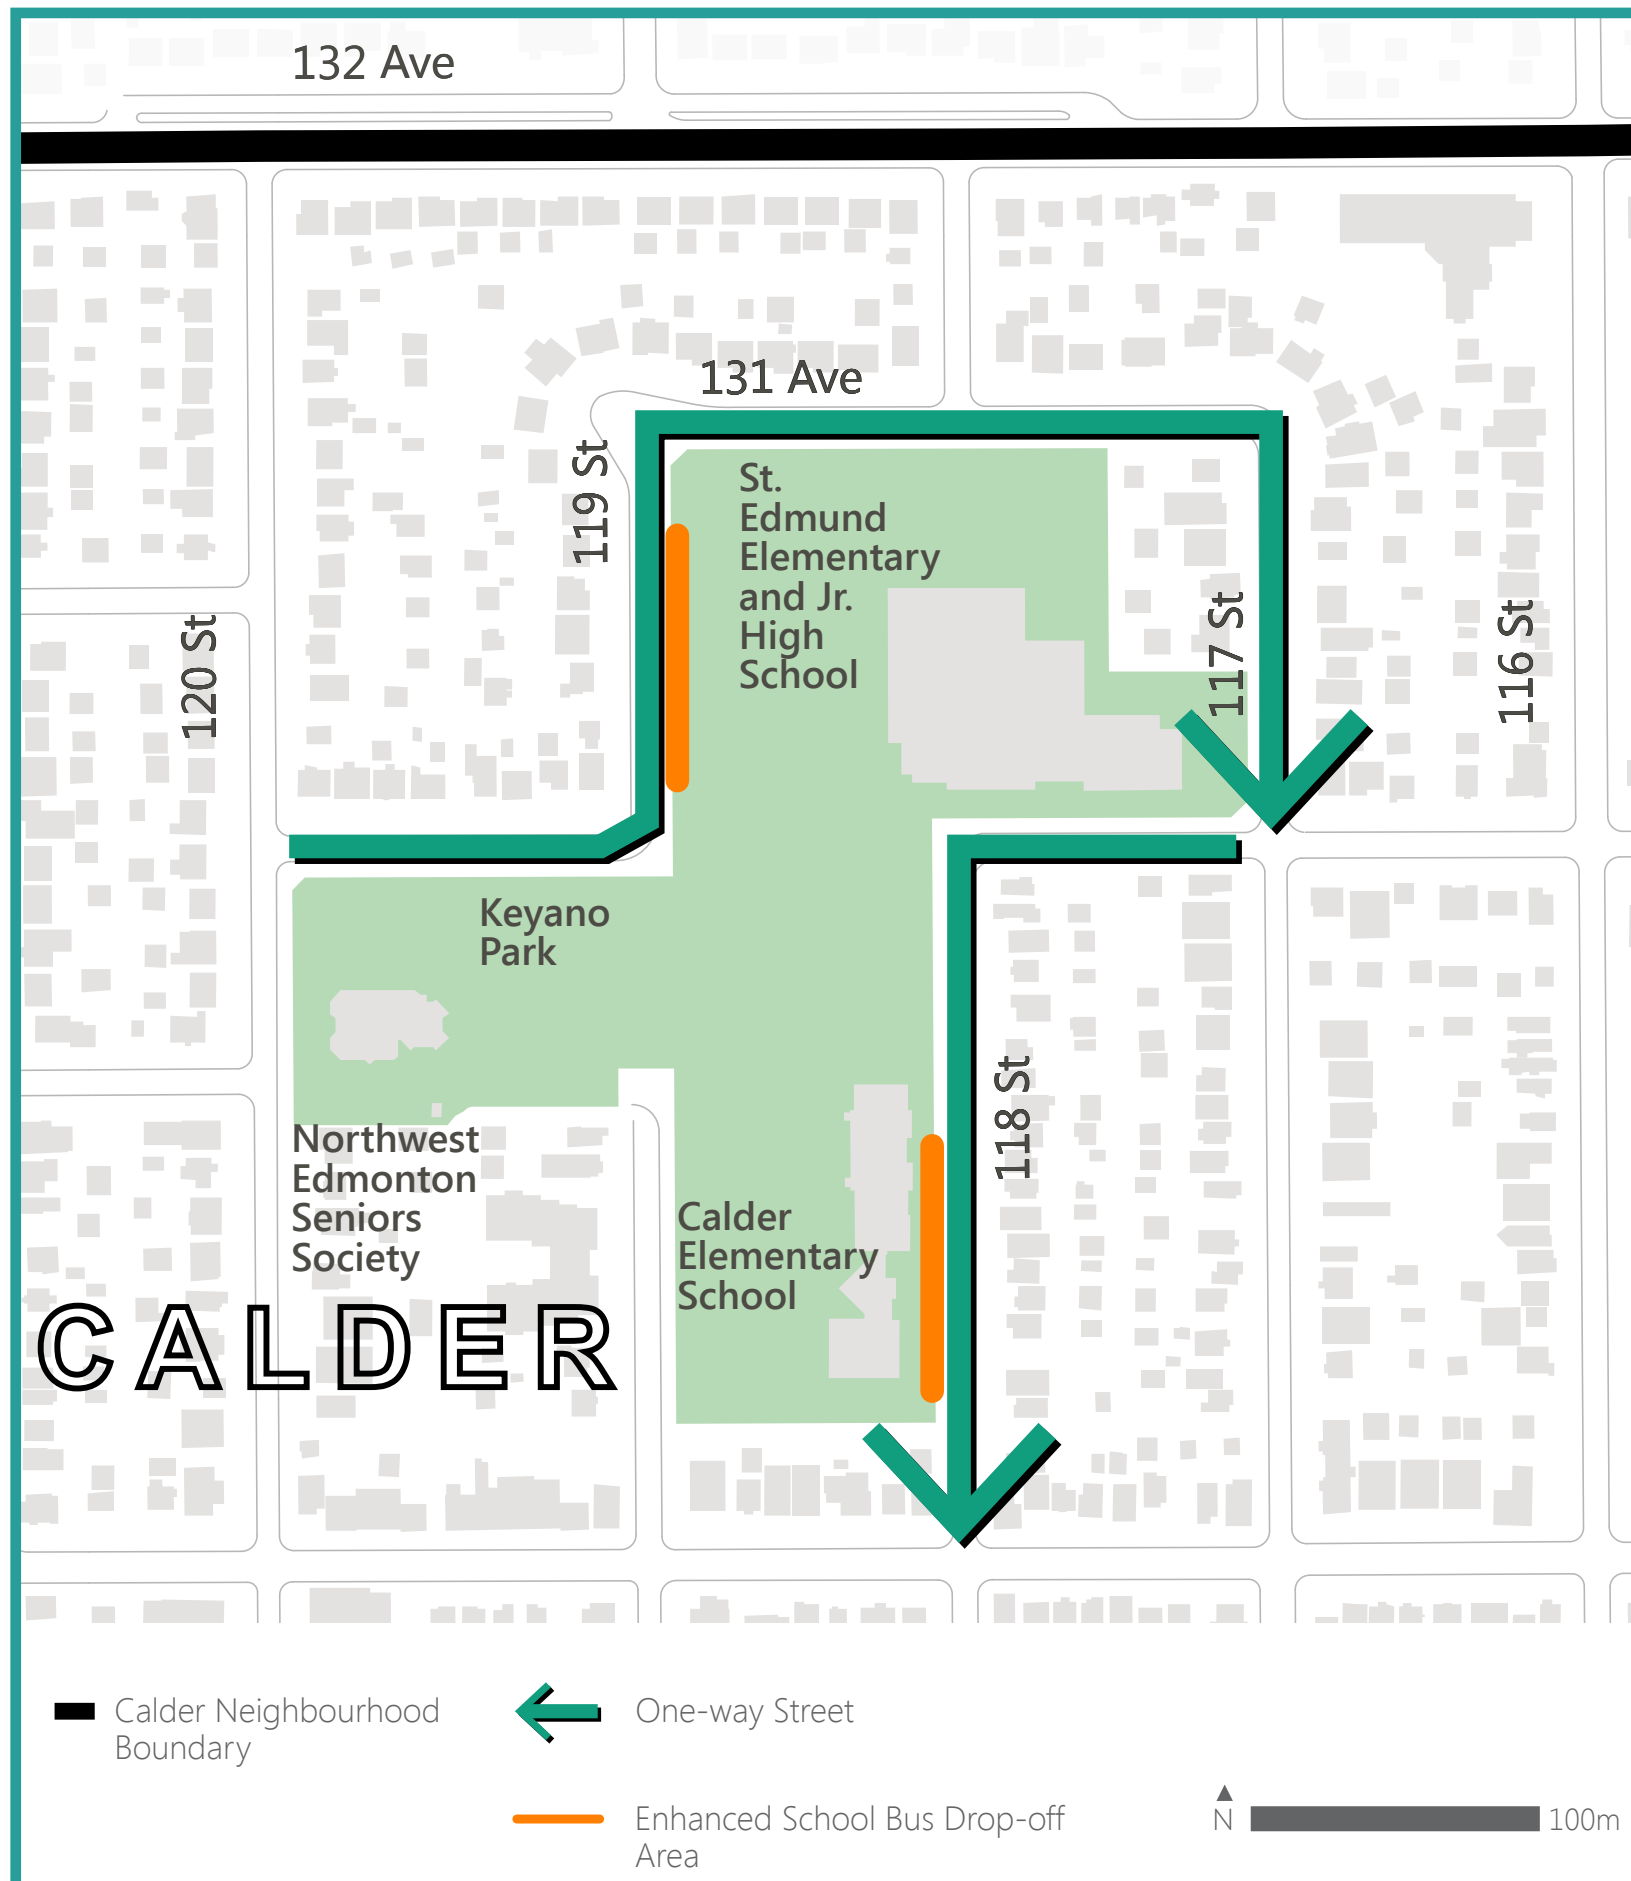 132 Ave
131 Ave
119 St
St.
Edmund
Elementary
and Jr.
High
School
120 St
117 St
116 St
Keyano
Park
118 St
Northwest
Edmonton
Seniors
Society
Calder
Elementary
School
CALDER
Calder Neighbourhood
Boundary
One-way Street
Enhanced School Bus Drop-off
Area
N
100m